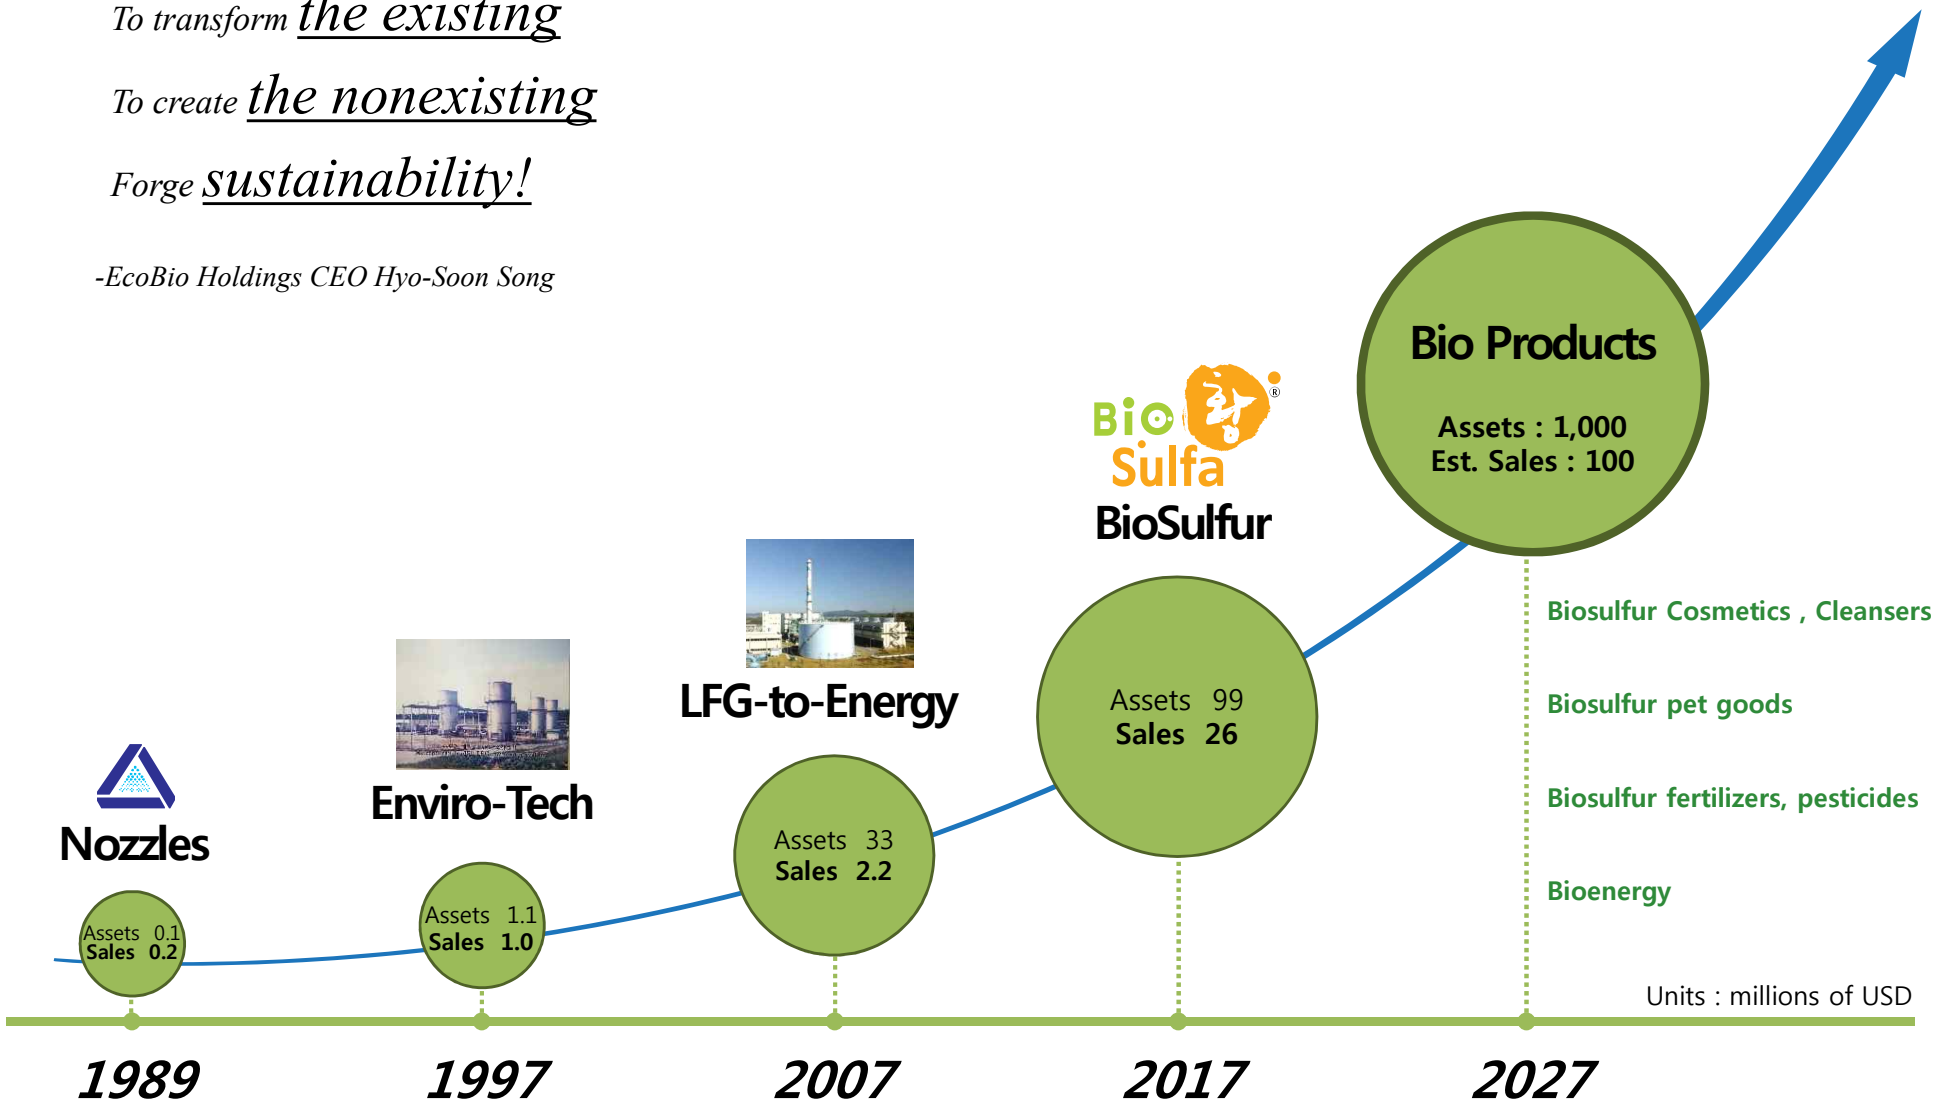 To transform the existing
To create the nonexisting
Forge sustainability!
-EcoBio Holdings CEO Hyo-Soon Song
Nozzles
Assets 0.1
Sales 0.2
Enviro-Tech
Assets 1.1
Sales 1.0
LFG-to-Energy
Assets 33
Sales 2.2
Bio
®
Sulfa
BioSulfur
Assets 99
Sales 26
Bio Products
Assets : 1,000
Est. Sales : 100
Biosulfur Cosmetics , Cleansers
Biosulfur pet goods
Biosulfur fertilizers, pesticides
Bioenergy
Units : millions of USD
1989
1997
2007
2017
2027